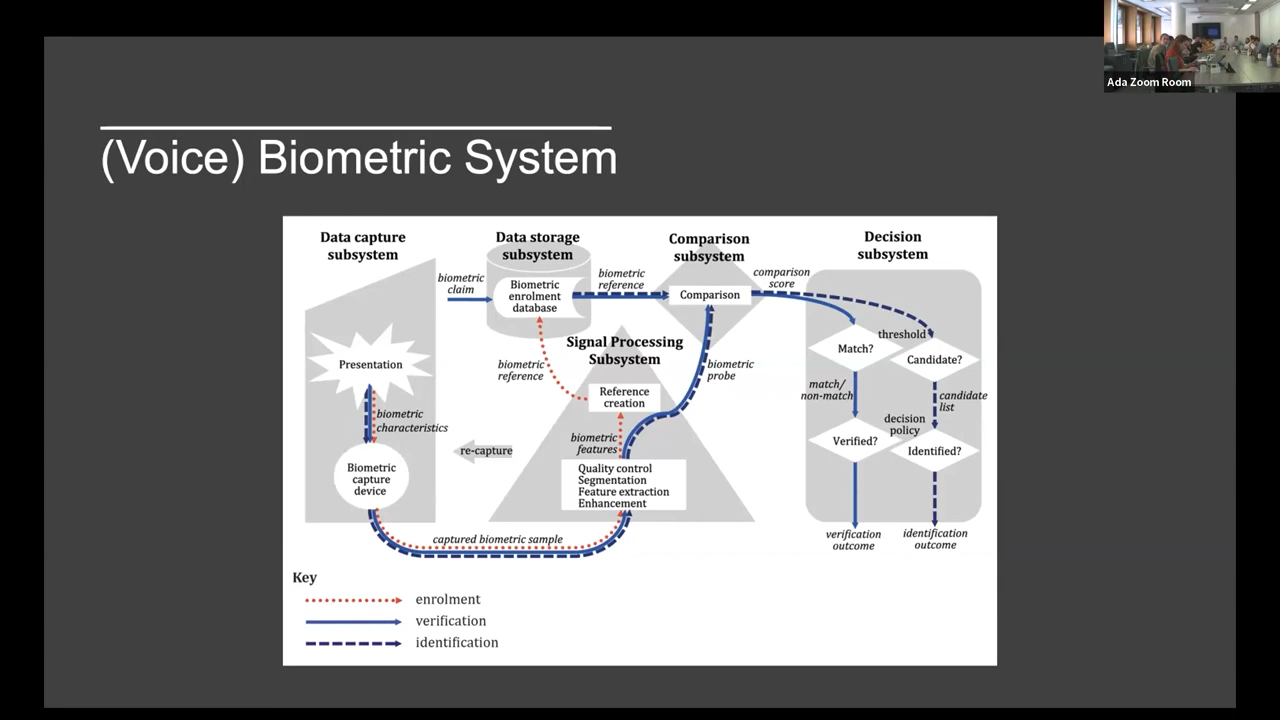 Ada Zoom Room
(Voice) Biometric System
Data capture
subsystem
Data storage
subsystem
Comparison
subsystem
Decision
subsystem
biometric
claim
Biometric
enrolment
database
biometric
reference
Comparison
comparison
score
Presentation
biometric
characteristics
Biometric
capture
device
re-capture
captured biometric sample
Signal Processing
Subsystem
biometric
reference
Reference
creation
biometric
features
Quality control
Segmentation
Feature extraction
Enhancement
biometric
probe
threshold
Match?
Candidate?
match/
non-match
candidate
list
decision
policy
Verified?
Identified?
verification
outcome
identification
outcome
Key
enrolment
verification
identification